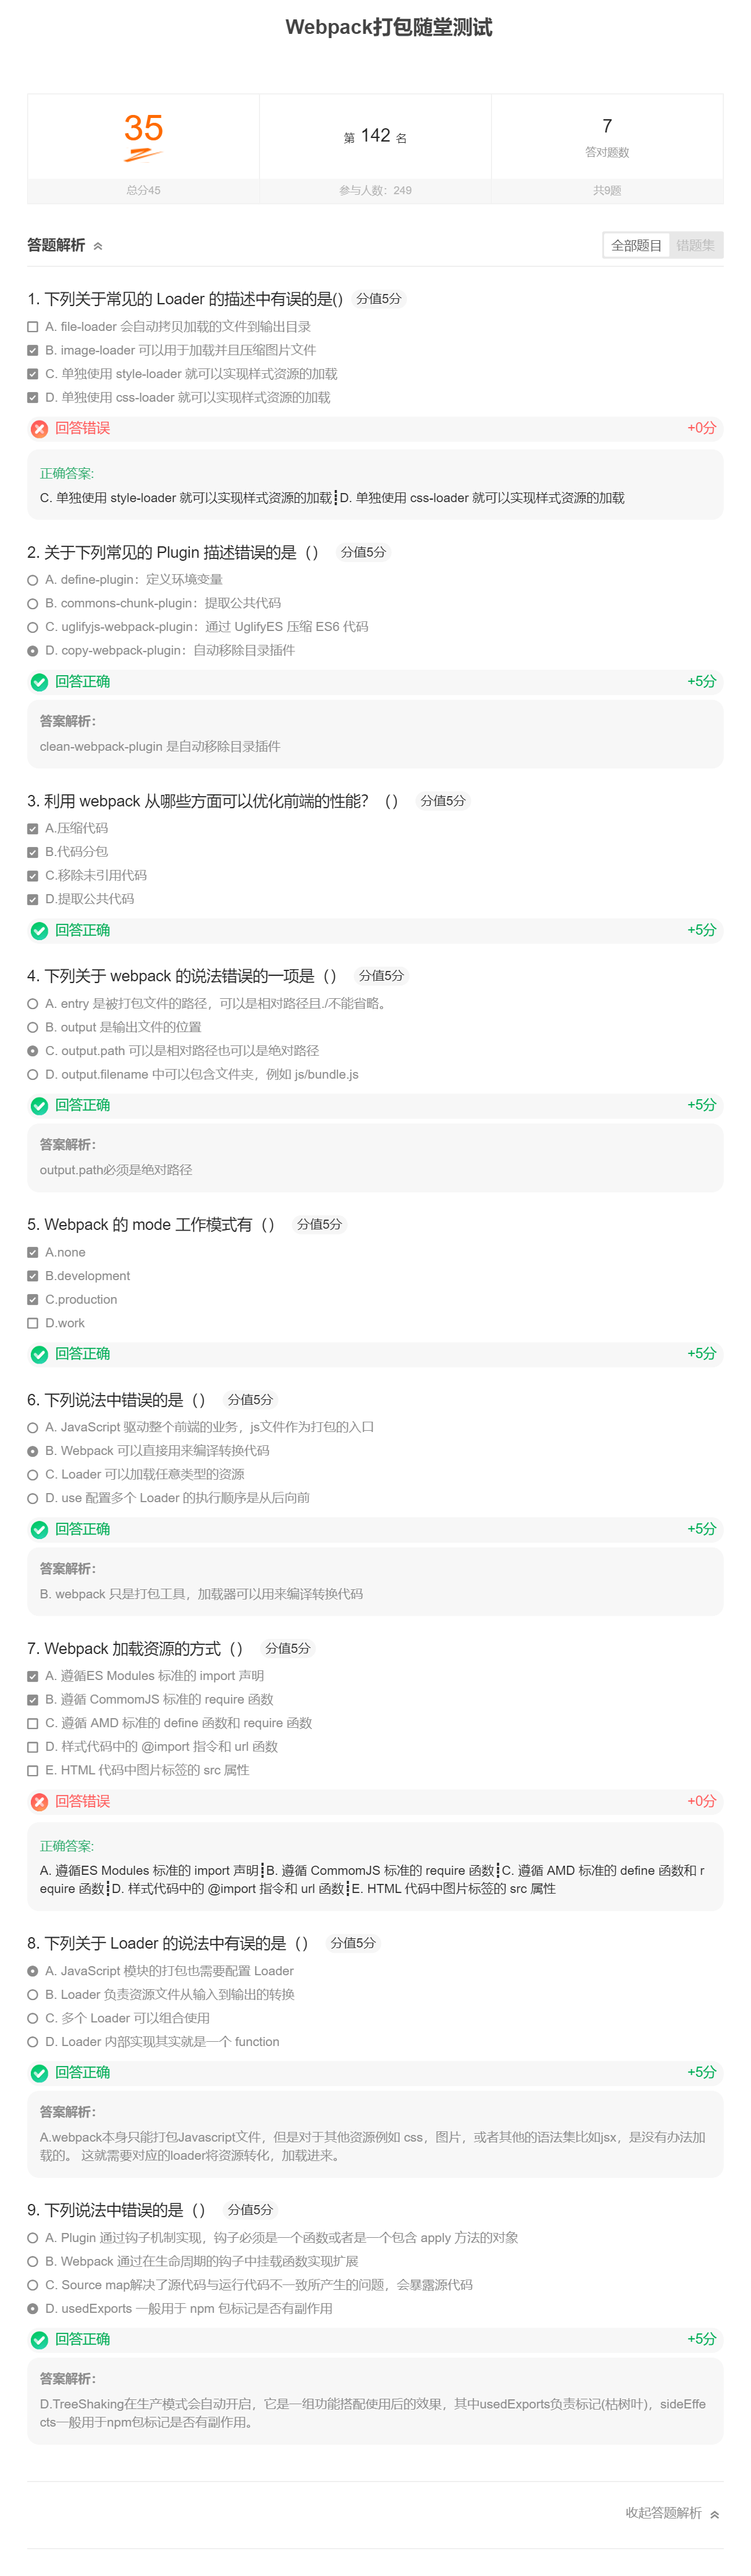 Webpack打包随堂测试
35
第 142 名
7
答对题数
总分45
参与人数：249
共9题
答题解析
全部题目 错题集
1. 下列关于常见的 Loader 的描述中有误的是() 分值5分
A. file-loader 会自动拷贝加载的文件到输出目录
B. image-loader 可以用于加载并且压缩图片文件
C. 单独使用 style-loader 就可以实现样式资源的加载
D. 单独使用 css-loader 就可以实现样式资源的加载
回答错误 +0分
正确答案:
C. 单独使用 style-loader 就可以实现样式资源的加载┋D. 单独使用 css-loader 就可以实现样式资源的加载
2. 关于下列常见的 Plugin 描述错误的是（） 分值5分
A. define-plugin：定义环境变量
B. commons-chunk-plugin：提取公共代码
C. uglifyjs-webpack-plugin：通过 UglifyES 压缩 ES6 代码
D. copy-webpack-plugin：自动移除目录插件
回答正确 +5分
答案解析：
clean-webpack-plugin 是自动移除目录插件
3. 利用 webpack 从哪些方面可以优化前端的性能？（） 分值5分
A.压缩代码
B.代码分包
C.移除未引用代码
D.提取公共代码
回答正确 +5分
4. 下列关于 webpack 的说法错误的一项是（） 分值5分
A. entry 是被打包文件的路径，可以是相对路径且./不能省略。
B. output 是输出文件的位置
C. output.path 可以是相对路径也可以是绝对路径
D. output.filename 中可以包含文件夹，例如 js/bundle.js
回答正确 +5分
答案解析：
output.path必须是绝对路径
5. Webpack 的 mode 工作模式有（） 分值5分
A.none
B.development
C.production
D.work
回答正确 +5分
6. 下列说法中错误的是（） 分值5分
A. JavaScript 驱动整个前端的业务，js文件作为打包的入口
B. Webpack 可以直接用来编译转换代码
C. Loader 可以加载任意类型的资源
D. use 配置多个 Loader 的执行顺序是从后向前
回答正确 +5分
答案解析：
B. webpack 只是打包工具，加载器可以用来编译转换代码
7. Webpack 加载资源的方式（） 分值5分
A. 遵循ES Modules 标准的 import 声明
B. 遵循 CommomJS 标准的 require 函数
C. 遵循 AMD 标准的 define 函数和 require 函数
D. 样式代码中的 @import 指令和 url 函数
E. HTML 代码中图片标签的 src 属性
回答错误 +0分
正确答案:
A. 遵循ES Modules 标准的 import 声明┋B. 遵循 CommomJS 标准的 require 函数┋C. 遵循 AMD 标准的 define 函数和 r
equire 函数┋D. 样式代码中的 @import 指令和 url 函数┋E. HTML 代码中图片标签的 src 属性
8. 下列关于 Loader 的说法中有误的是（） 分值5分
A. JavaScript 模块的打包也需要配置 Loader
B. Loader 负责资源文件从输入到输出的转换
C. 多个 Loader 可以组合使用
D. Loader 内部实现其实就是一个 function
回答正确 +5分
答案解析：
A.webpack本身只能打包Javascript文件，但是对于其他资源例如 css，图片，或者其他的语法集比如jsx，是没有办法加
载的。 这就需要对应的loader将资源转化，加载进来。
9. 下列说法中错误的是（） 分值5分
A. Plugin 通过钩子机制实现，钩子必须是一个函数或者是一个包含 apply 方法的对象
B. Webpack 通过在生命周期的钩子中挂载函数实现扩展
C. Source map解决了源代码与运行代码不一致所产生的问题，会暴露源代码
D. usedExports 一般用于 npm 包标记是否有副作用
回答正确 +5分
答案解析：
D.TreeShaking在生产模式会自动开启，它是一组功能搭配使用后的效果，其中usedExports负责标记(枯树叶)，sideEffe
cts一般用于npm包标记是否有副作用。
收起答题解析